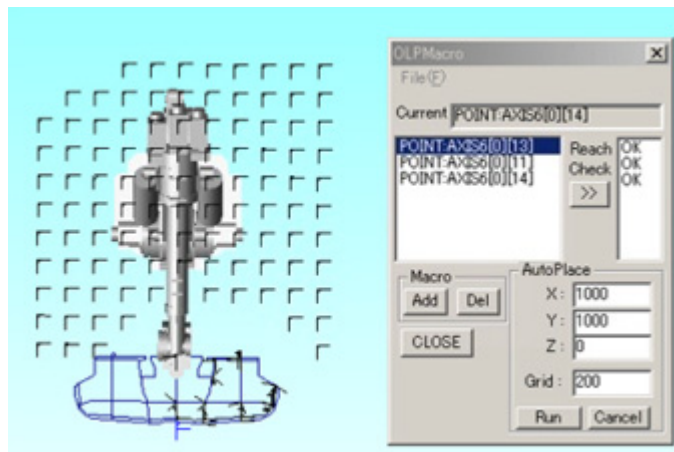 OLPMacro
File(F)
Current POINT:AXIS6[0][14]
POINT:AXIS6[0][13]
POINT:AXIS6[0][11]
POINT:AXIS6[0][14]
Reach
Check
>>
OK
OK
OK
Macro
Add Del
CLOSE
AutoPlace
X : 1000
Y : 1000
Z : 0
Grid : 200
Run Cancel